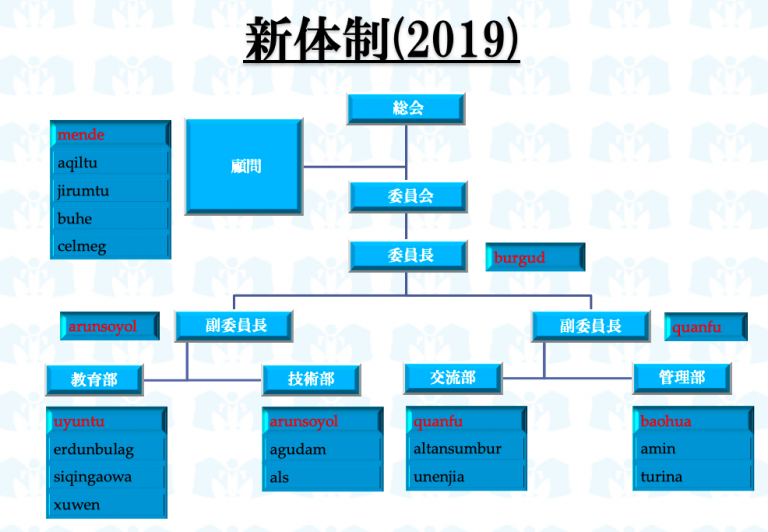 新体制(2019)
総会
mende
aqiltu
jirumtu
buhe
celmeg
顧問
委員会
委員長
burgud
arunsoyol
副委員長
副委員長
quanfu
教育部
技術部
交流部
管理部
uyuntu
erdunbulag
siqingaowa
xuwen
arunsoyol
agudam
als
quanfu
altansumbur
unenjia
baohua
amin
turina